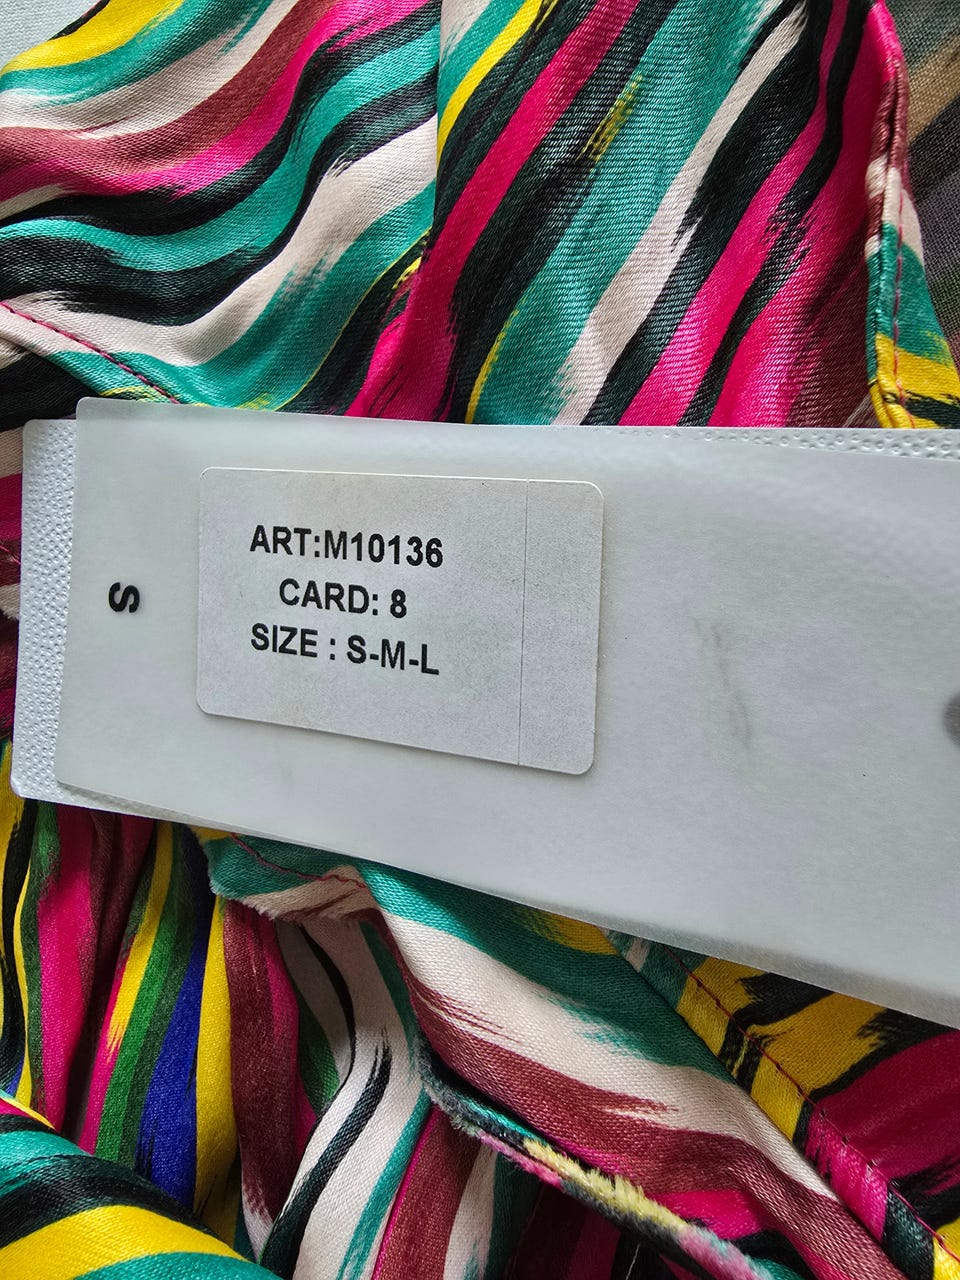 S
ART:M10136
CARD: 8
SIZE : S-M-L